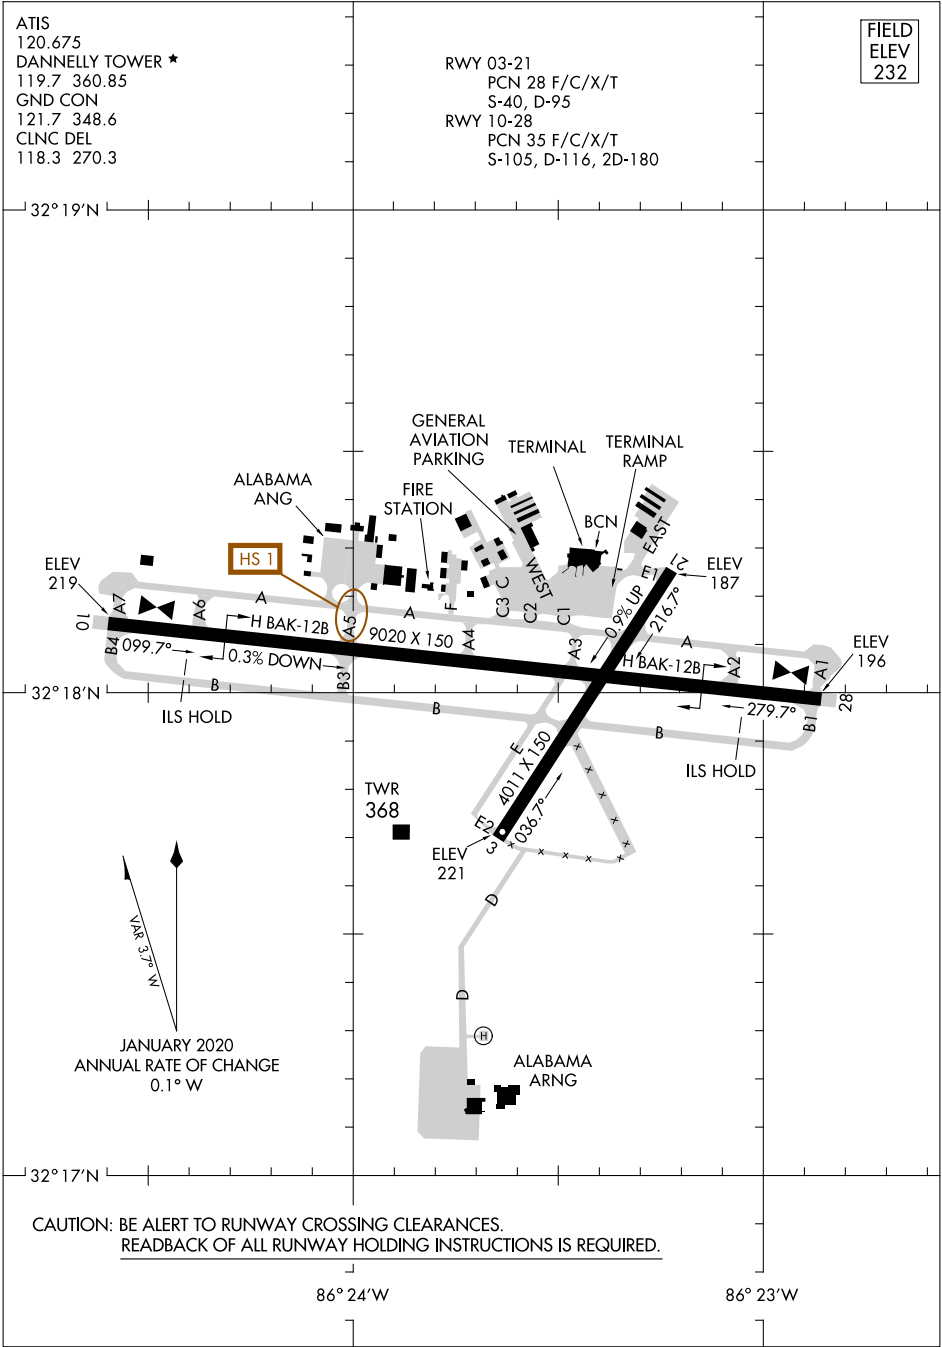 ATIS
120.675
DANNELLY TOWER ★
119.7 360.85
GND CON
121.7 348.6
CLNC DEL
118.3 270.3
RWY 03-21
PCN 28 F/C/X/T
S-40, D-95
RWY 10-28
PCN 35 F/C/X/T
S-105, D-116, 2D-180
FIELD
ELEV
232
32°19'N
GENERAL
AVIATION
PARKING
TERMINAL
TERMINAL
RAMP
ALABAMA
ANG
FIRE
STATION
BCN
HS 1
WEST
EAST
ELEV
219
ELEV
187
ELEV
196
A7
A6
A
A5
A
F
A4
C3
C
C2
C1
A3
E1
21
A
A2
A1
10
B4
H BAK-12B
9020 X 150
0.9% UP
216.7°
H BAK-12B
099.7°
0.3% DOWN
279.7°
28
B1
B3
B
B
B
32°18'N
ILS HOLD
ILS HOLD
E
4011 X 150
036.7°
E2
3
ELEV
221
TWR
368
D
D
H
VAR 3.7° W
JANUARY 2020
ANNUAL RATE OF CHANGE
0.1° W
ALABAMA
ARNG
32°17'N
CAUTION: BE ALERT TO RUNWAY CROSSING CLEARANCES.
READBACK OF ALL RUNWAY HOLDING INSTRUCTIONS IS REQUIRED.
86° 24'W
86° 23'W